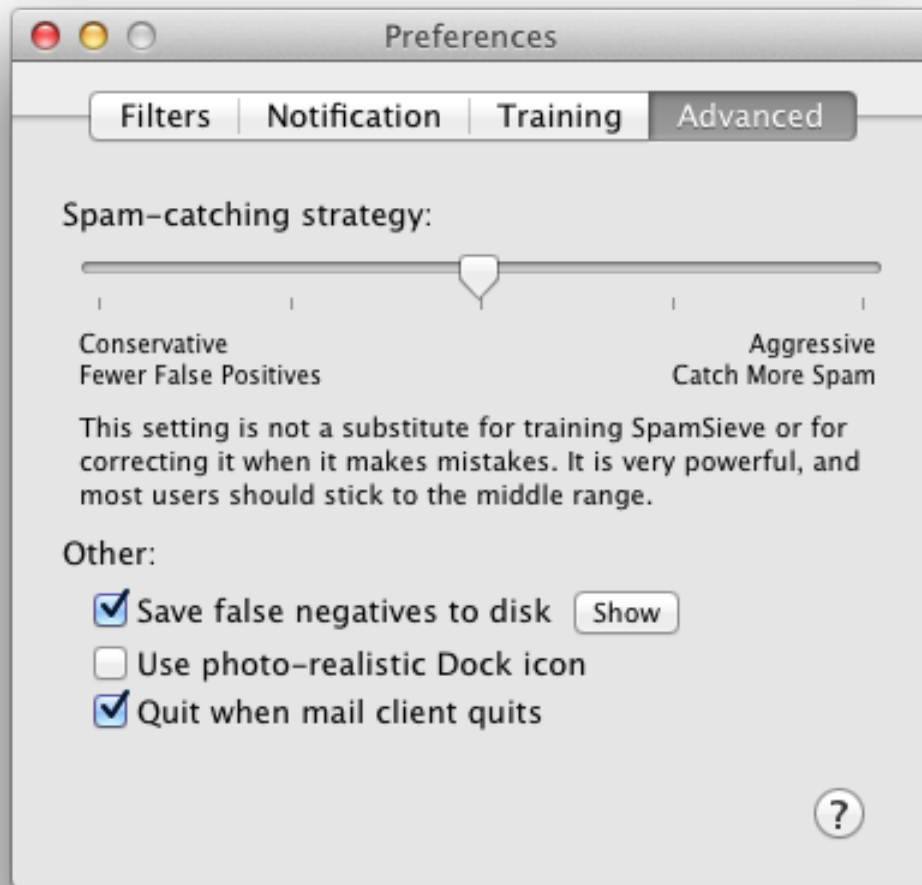 Preferences
Filters Notification Training Advanced
Spam-catching strategy:
Conservative Aggressive
Fewer False Positives Catch More Spam
This setting is not a substitute for training SpamSieve or for
correcting it when it makes mistakes. It is very powerful, and
most users should stick to the middle range.
Other:
Save false negatives to disk Show
Use photo-realistic Dock icon
Quit when mail client quits
?